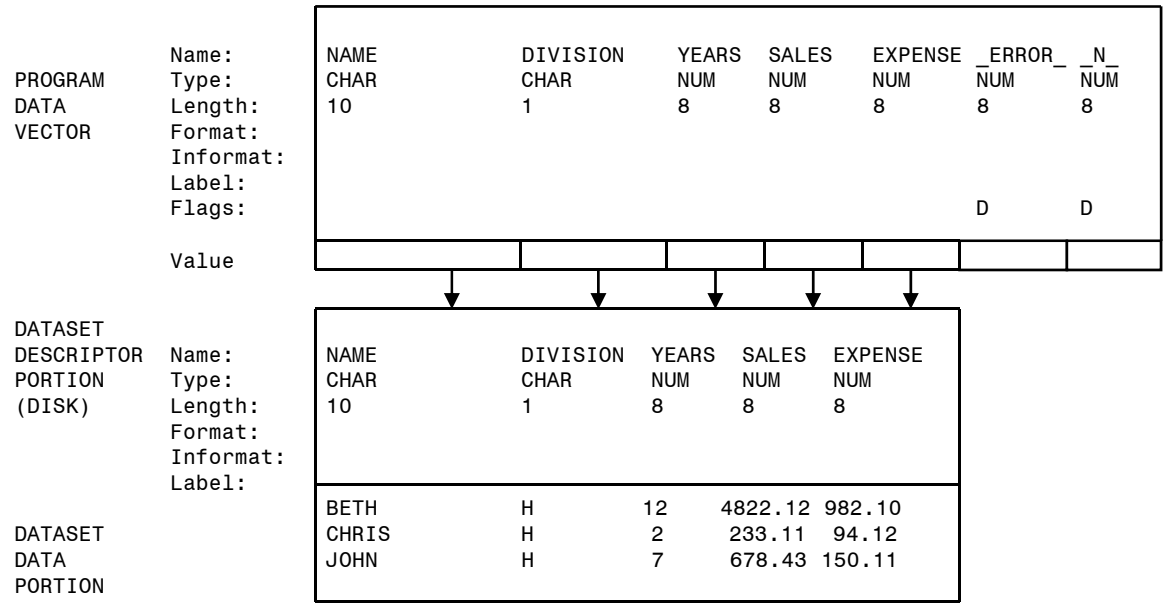 Name: NAME DIVISION YEARS SALES EXPENSE _ERROR_ _N_
PROGRAM Type: CHAR CHAR NUM NUM NUM NUM NUM
DATA Length: 10 1 8 8 8 8 8
VECTOR Format:
Informat:
Label:
Flags: D D
Value
DATASET
DESCRIPTOR Name: NAME DIVISION YEARS SALES EXPENSE
PORTION Type: CHAR CHAR NUM NUM NUM
(DISK) Length: 10 1 8 8 8
Format:
Informat:
Label:
BETH H 12 4822.12 982.10
DATASET CHRIS H 2 233.11 94.12
DATA JOHN H 7 678.43 150.11
PORTION